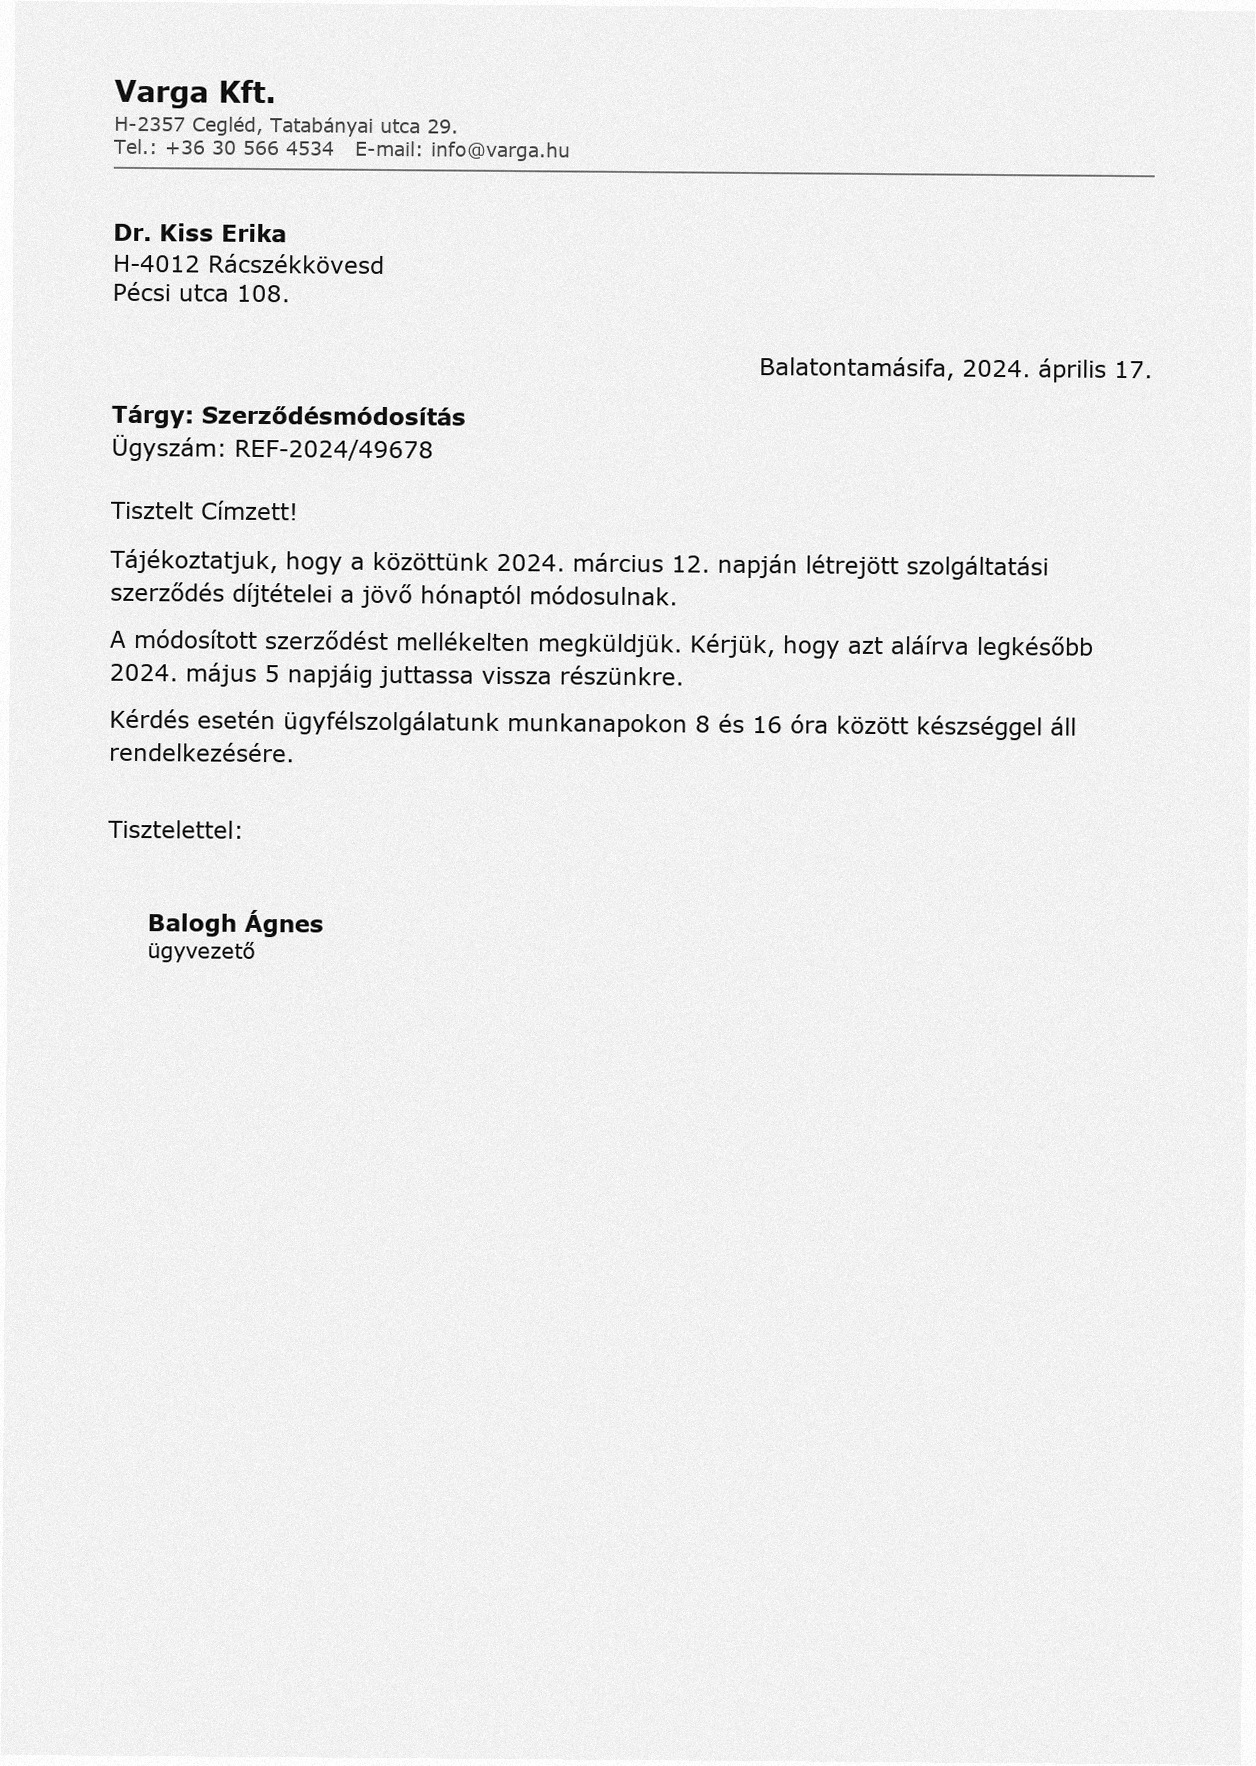 Varga Kft.
H-2357 Cegléd, Tatabányai utca 29.
Tel.: +36 30 566 4534 E-mail: info@varga.hu
Dr. Kiss Erika
H-4012 Rácszékkövesd
Pécsi utca 108.
Balatontamásifa, 2024. április 17.
Tárgy: Szerződésmódosítás
Ügyszám: REF-2024/49678
Tisztelt Címzett!
Tájékoztatjuk, hogy a közöttünk 2024. március 12. napján létrejött szolgáltatási
szerződés díjtételei a jövő hónaptól módosulnak.
A módosított szerződést mellékelten megküldjük. Kérjük, hogy azt aláírva legkésőbb
2024. május 5 napjáig juttassa vissza részünkre.
Kérdés esetén ügyfélszolgálatunk munkanapokon 8 és 16 óra között készséggel áll
rendelkezésére.
Tisztelettel:
Balogh Ágnes
ügyvezető